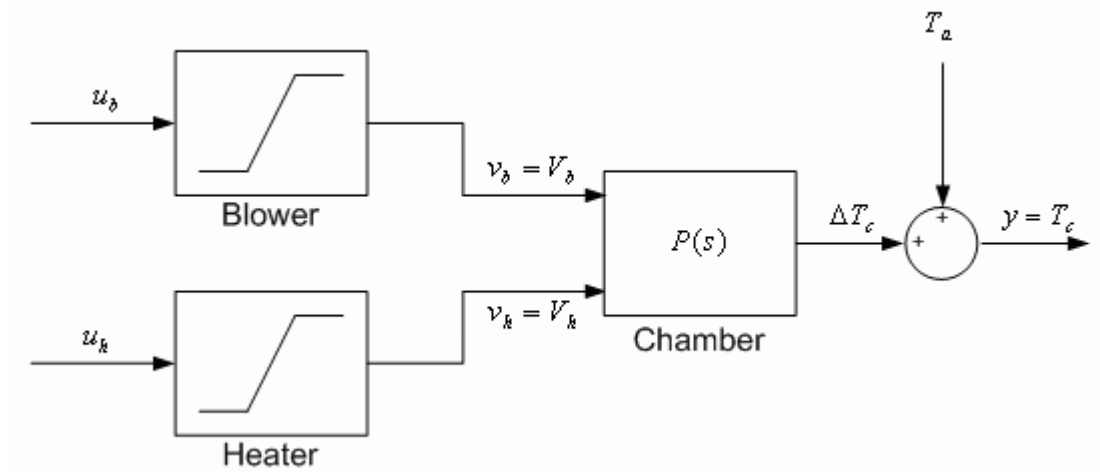 T_a
u_b
v_b = V_b
Blower
P(s)
ΔT_c
+
+
y = T_c
u_h
v_h = V_h
Chamber
Heater